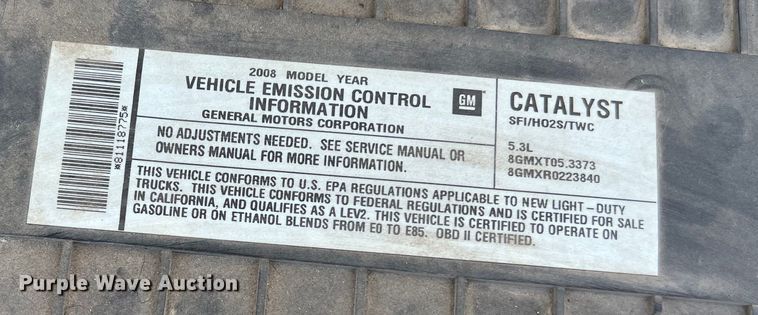 *81118775*
2008 MODEL YEAR
VEHICLE EMISSION CONTROL
INFORMATION
GENERAL MOTORS CORPORATION
GM
NO ADJUSTMENTS NEEDED. SEE SERVICE MANUAL OR
OWNERS MANUAL FOR MORE INFORMATION.
CATALYST
SFI/HO2S/TWC
5.3L
8GMXT05.3373
8GMXR0223840
THIS VEHICLE CONFORMS TO U.S. EPA REGULATIONS APPLICABLE TO NEW LIGHT-DUTY
TRUCKS. THIS VEHICLE CONFORMS TO FEDERAL REGULATIONS AND IS CERTIFIED FOR SALE
IN CALIFORNIA, AND QUALIFIES AS A LEV2. THIS VEHICLE IS CERTIFIED TO OPERATE ON
GASOLINE OR ON ETHANOL BLENDS FROM E0 TO E85. OBD II CERTIFIED.
Purple Wave Auction